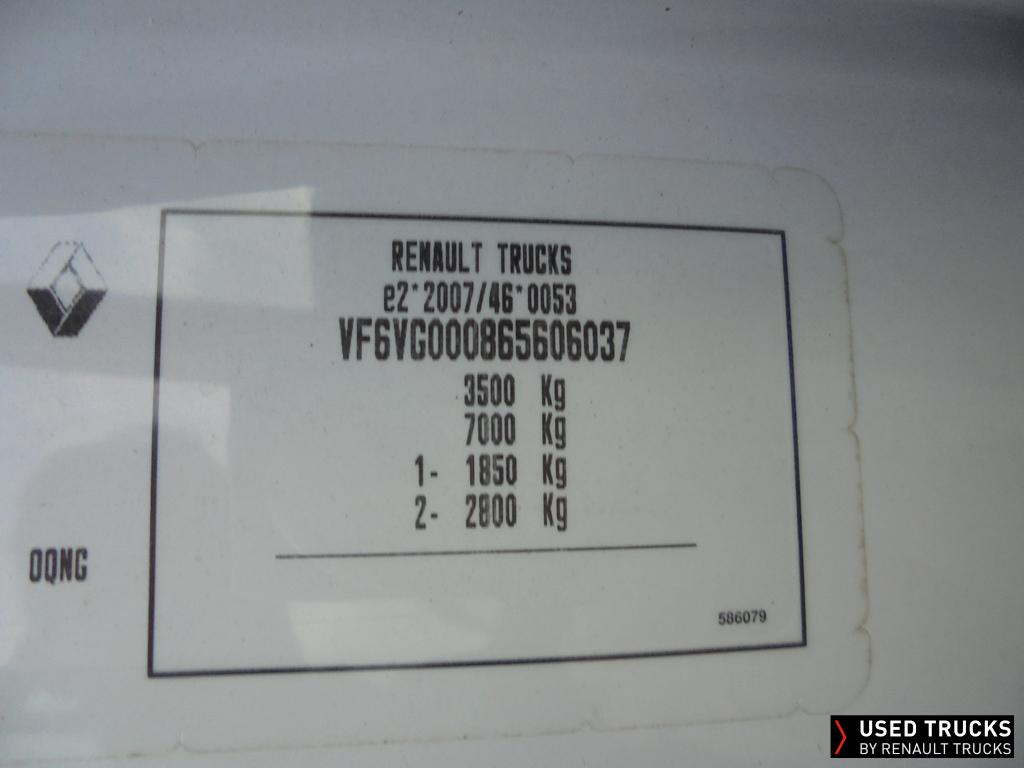 RENAULT TRUCKS
e2*2007/46*0053
VF6VG000865606037
3500 Kg
7000 Kg
1- 1850 Kg
2- 2800 Kg
OQNG
586079
USED TRUCKS
BY RENAULT TRUCKS